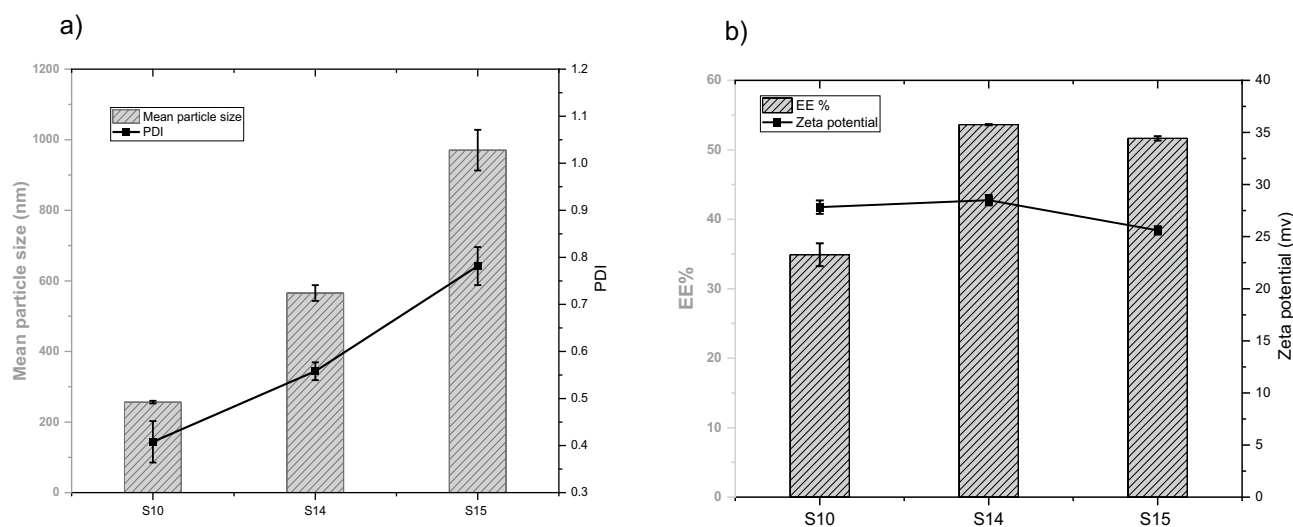 a)
1200
1000
800
600
400
200
0
Mean particle size (nm)
Mean particle size
PDI
1.2
1.1
1.0
0.9
0.8
0.7
0.6
0.5
0.4
0.3
PDI
S10
S14
S15
b)
60
50
40
30
20
10
0
EE%
EE %
Zeta potential
40
35
30
25
20
15
10
5
0
Zeta potential (mv)
S10
S14
S15